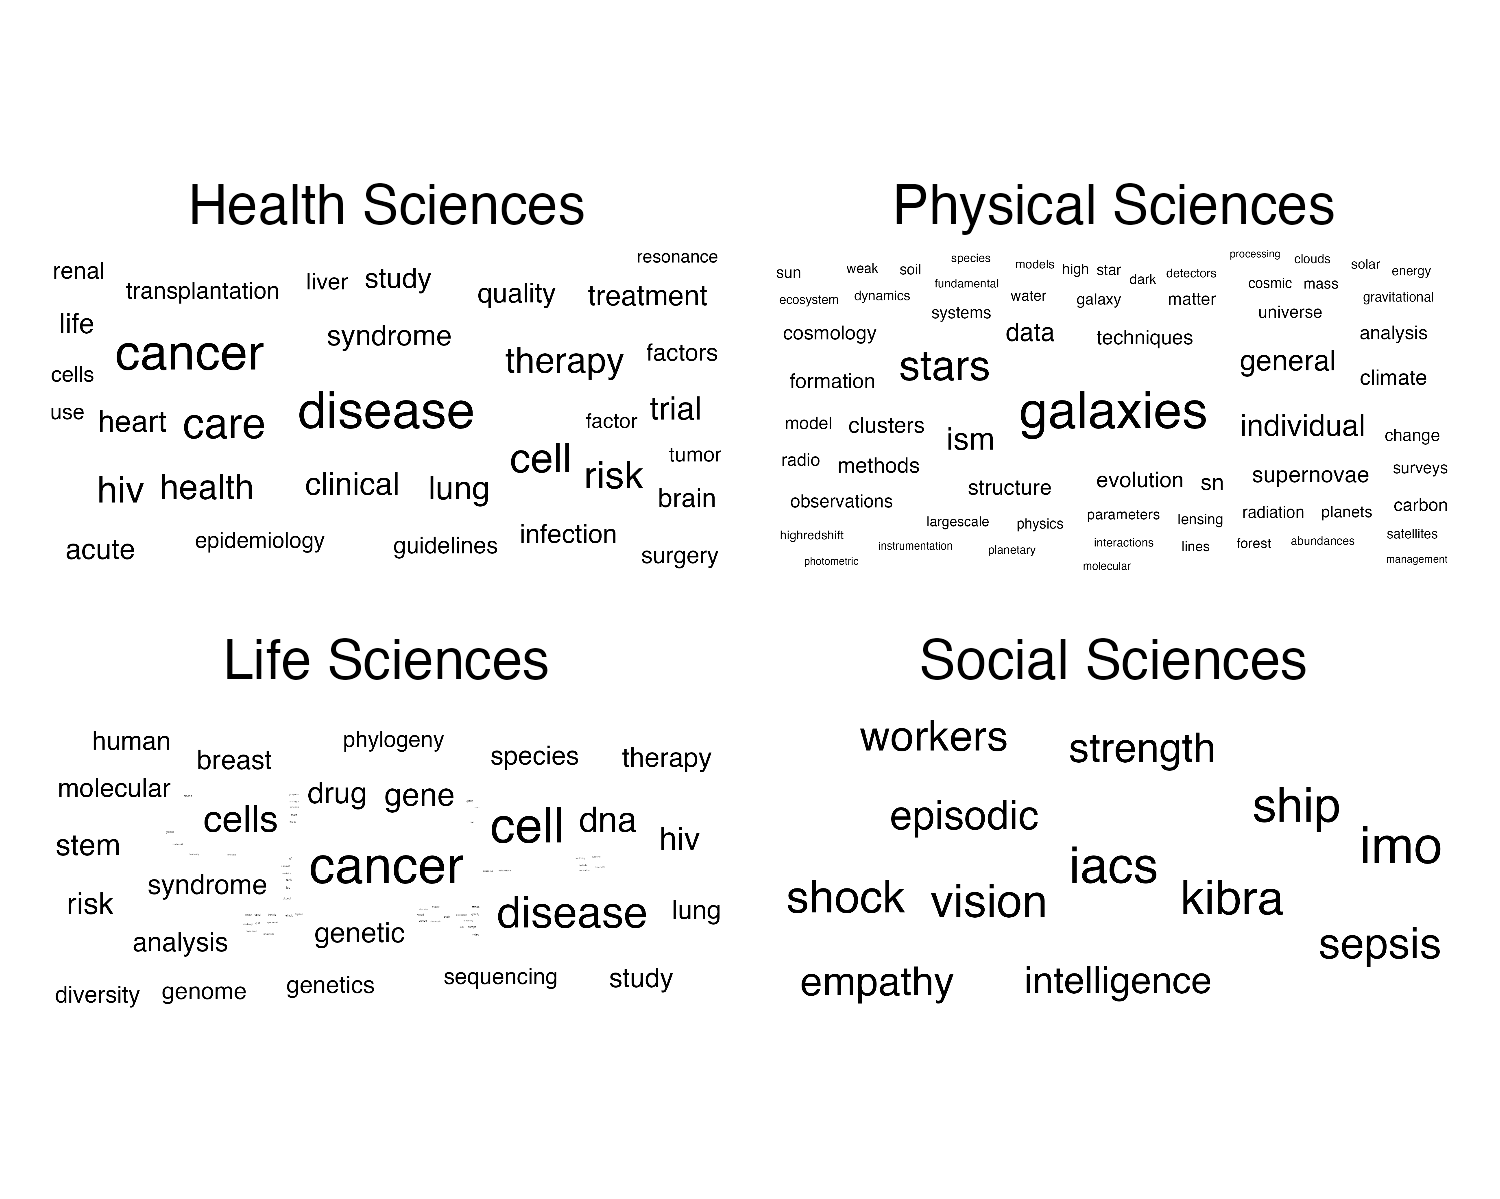 Health Sciences
resonance
renal transplantation liver study quality treatment
life syndrome
cancer therapy factors
cells
use heart care disease factor trial
cell risk tumor
hiv health clinical lung brain
acute epidemiology guidelines infection surgery
Physical Sciences
sun weak soil species models high star dark detectors processing clouds solar energy
ecosystem dynamics fundamental water galaxy matter cosmic mass gravitational
systems universe
cosmology data techniques analysis
formation stars general climate
model clusters ism galaxies individual change
radio methods structure evolution sn supernovae surveys
observations carbon
largescale physics parameters lensing radiation planets
highredshift instrumentation planetary interactions lines forest abundances satellites
photometric molecular management
Life Sciences
human breast phylogeny species therapy
molecular drug gene
cells cell dna hiv
stem cancer
risk syndrome disease lung
analysis genetic
diversity genome genetics sequencing study
Social Sciences
workers strength
episodic ship
iacs imo
shock vision kibra
sepsis
empathy intelligence